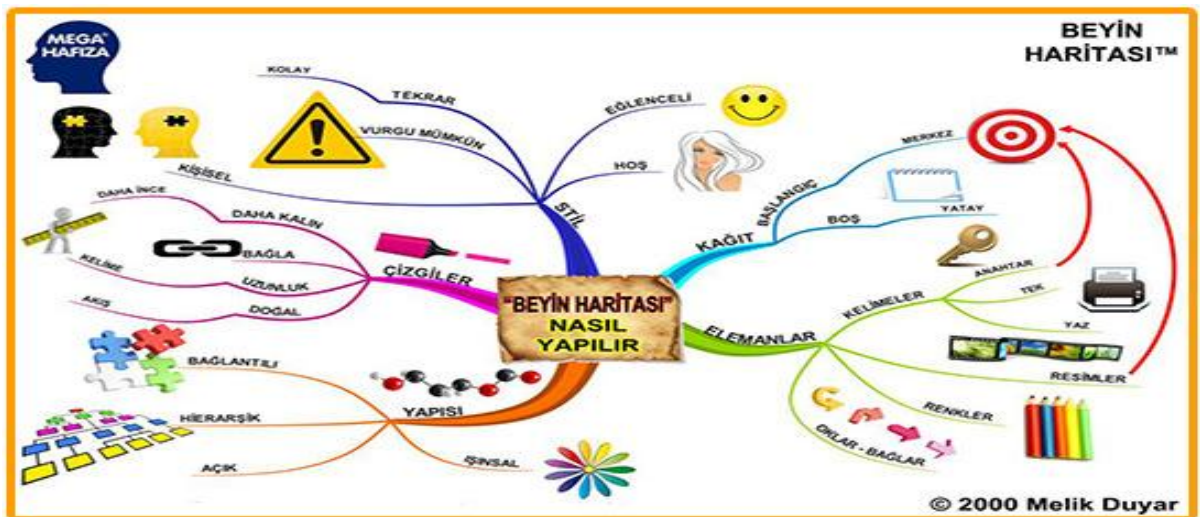 MEGA
HAFIZA
BEYİN
HARİTASI™
"BEYİN HARİTASI"
NASIL
YAPILIR
STİL
KOLAY
TEKRAR
VURGU MÜMKÜN
KİŞİSEL
EĞLENCELİ
HOŞ
KAĞIT
BAŞLANGIÇ
MERKEZ
BOŞ
YATAY
ELEMANLAR
KELİMELER
ANAHTAR
TEK
YAZ
RESİMLER
RENKLER
OKLAR - BAĞLAR
ÇİZGİLER
DAHA İNCE
DAHA KALIN
BAĞLA
KELİME
UZUNLUK
AKIŞ
DOĞAL
YAPISI
BAĞLANTILI
HİERARŞİK
AÇIK
IŞINSAL
© 2000 Melik Duyar